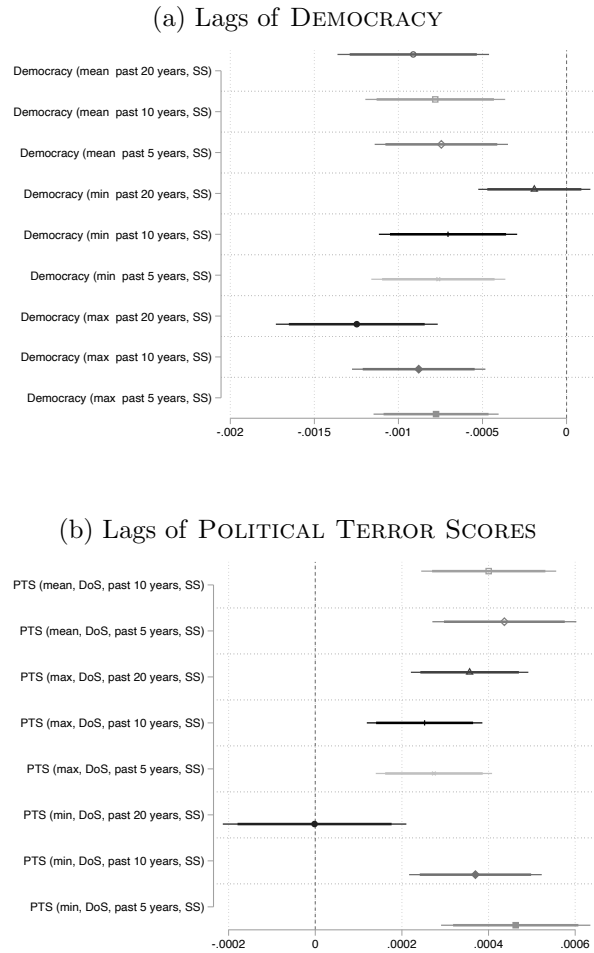 (a) Lags of DEMOCRACY
Democracy (mean past 20 years, SS)
Democracy (mean past 10 years, SS)
Democracy (mean past 5 years, SS)
Democracy (min past 20 years, SS)
Democracy (min past 10 years, SS)
Democracy (min past 5 years, SS)
Democracy (max past 20 years, SS)
Democracy (max past 10 years, SS)
Democracy (max past 5 years, SS)
-.002 -.0015 -.001 -.0005 0
(b) Lags of POLITICAL TERROR SCORES
PTS (mean, DoS, past 10 years, SS)
PTS (mean, DoS, past 5 years, SS)
PTS (max, DoS, past 20 years, SS)
PTS (max, DoS, past 10 years, SS)
PTS (max, DoS, past 5 years, SS)
PTS (min, DoS, past 20 years, SS)
PTS (min, DoS, past 10 years, SS)
PTS (min, DoS, past 5 years, SS)
-.0002 0 .0002 .0004 .0006